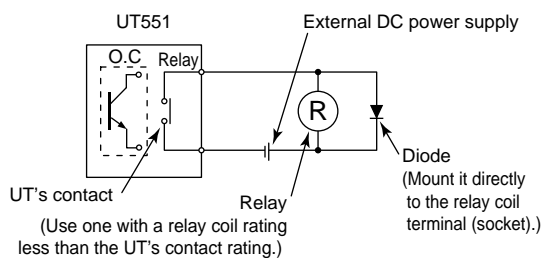 UT551
External DC power supply
O.C
Relay
R
Diode
(Mount it directly
to the relay coil
terminal (socket).)
UT's contact
Relay
(Use one with a relay coil rating
less than the UT's contact rating.)